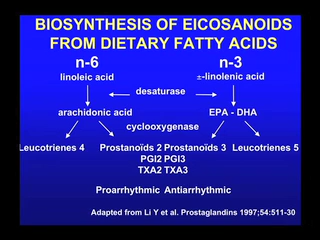 BIOSYNTHESIS OF EICOSANOIDS
FROM DIETARY FATTY ACIDS
n-6 n-3
linoleic acid ±-linolenic acid
desaturase
arachidonic acid EPA - DHA
cyclooxygenase
Leucotrienes 4 Prostanoïds 2 Prostanoïds 3 Leucotrienes 5
PGI2 PGI3
TXA2 TXA3
Proarrhythmic Antiarrhythmic
Adapted from Li Y et al. Prostaglandins 1997;54:511-30